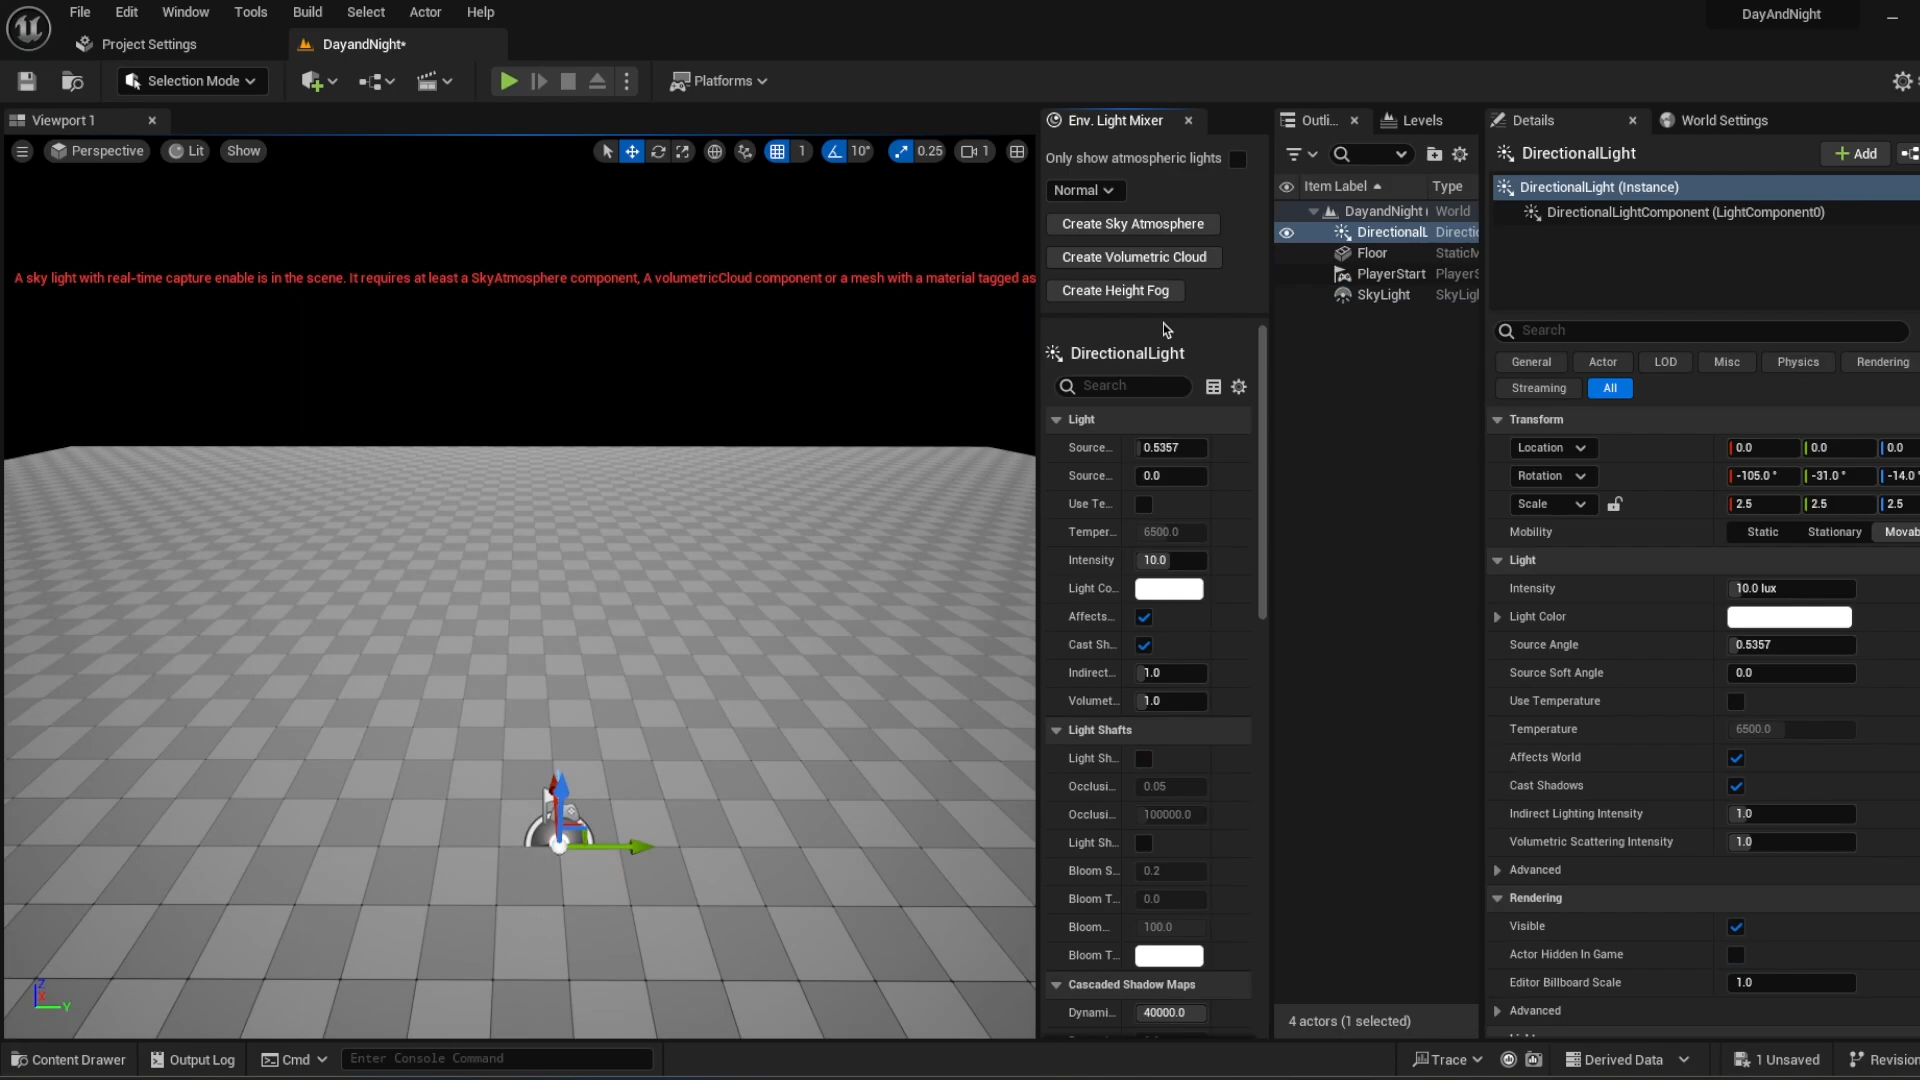 File Edit Window Tools Build Select Actor Help
DayAndNight
Project Settings
DayandNight*
Selection Mode
Platforms
Viewport 1
Perspective Lit Show
1 10° 0.25 1
A sky light with real-time capture enable is in the scene. It requires at least a SkyAtmosphere component, A volumetricCloud component or a mesh with a material tagged as
Env. Light Mixer
Only show atmospheric lights
Normal
Create Sky Atmosphere
Create Volumetric Cloud
Create Height Fog
DirectionalLight
Search
Light
Source... 0.5357
Source... 0.0
Use Te...
Temper... 6500.0
Intensity 10.0
Light Co...
Affects...
Cast Sh...
Indirect... 1.0
Volumet... 1.0
Light Shafts
Light Sh...
Occlusi... 0.05
Occlusi... 100000.0
Light Sh...
Bloom S... 0.2
Bloom T... 0.0
Bloom... 100.0
Bloom T...
Cascaded Shadow Maps
Dynami... 40000.0
Outli... Levels
Item Label Type
DayandNight ( World
DirectionalL Directic
Floor StaticM
PlayerStart PlayerS
SkyLight SkyLigh
4 actors (1 selected)
Details World Settings
DirectionalLight
Add
DirectionalLight (Instance)
DirectionalLightComponent (LightComponent0)
Search
General Actor LOD Misc Physics Rendering
Streaming All
Transform
Location 0.0 0.0 0.0
Rotation -105.0 ° -31.0 ° -14.0 °
Scale 2.5 2.5 2.5
Mobility Static Stationary Movab
Light
Intensity 10.0 lux
Light Color
Source Angle 0.5357
Source Soft Angle 0.0
Use Temperature
Temperature 6500.0
Affects World
Cast Shadows
Indirect Lighting Intensity 1.0
Volumetric Scattering Intensity 1.0
Advanced
Rendering
Visible
Actor Hidden In Game
Editor Billboard Scale 1.0
Advanced
Z
X
Y
Content Drawer Output Log Cmd Enter Console Command
Trace Derived Data 1 Unsaved Revision